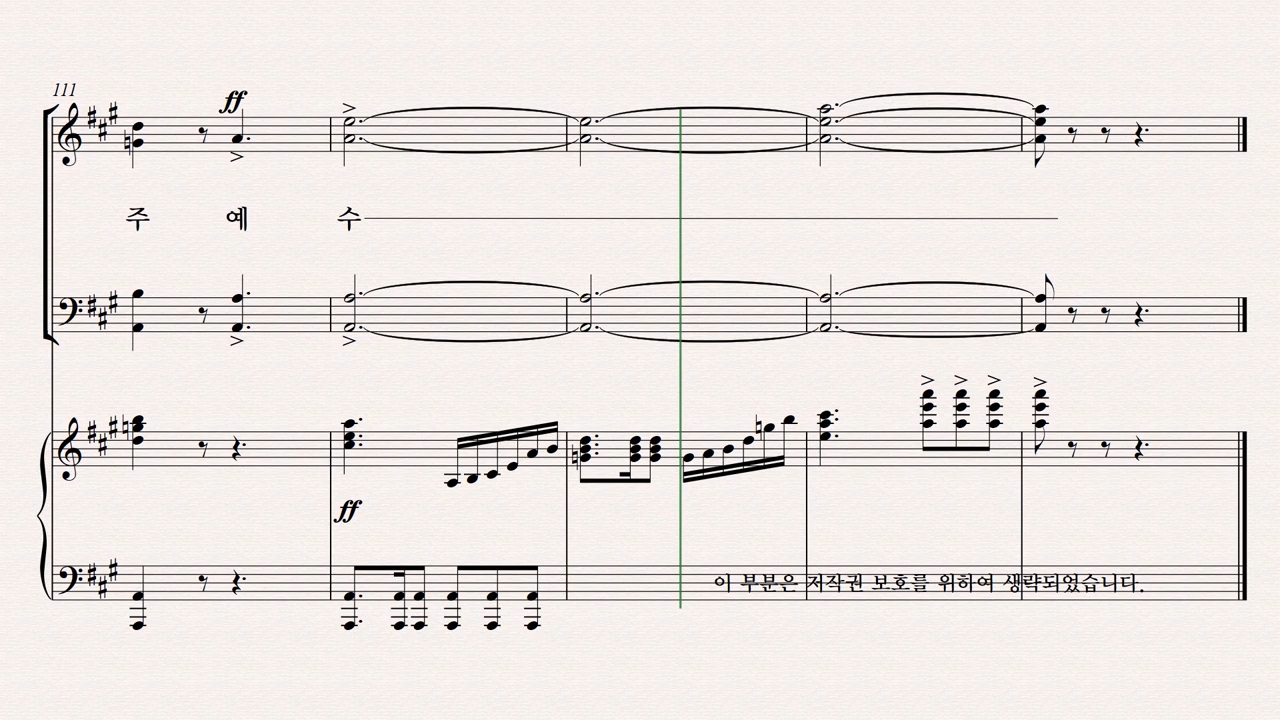 111
ff
주 예 수
ff
이 부분은 저작권 보호를 위하여 생략되었습니다.